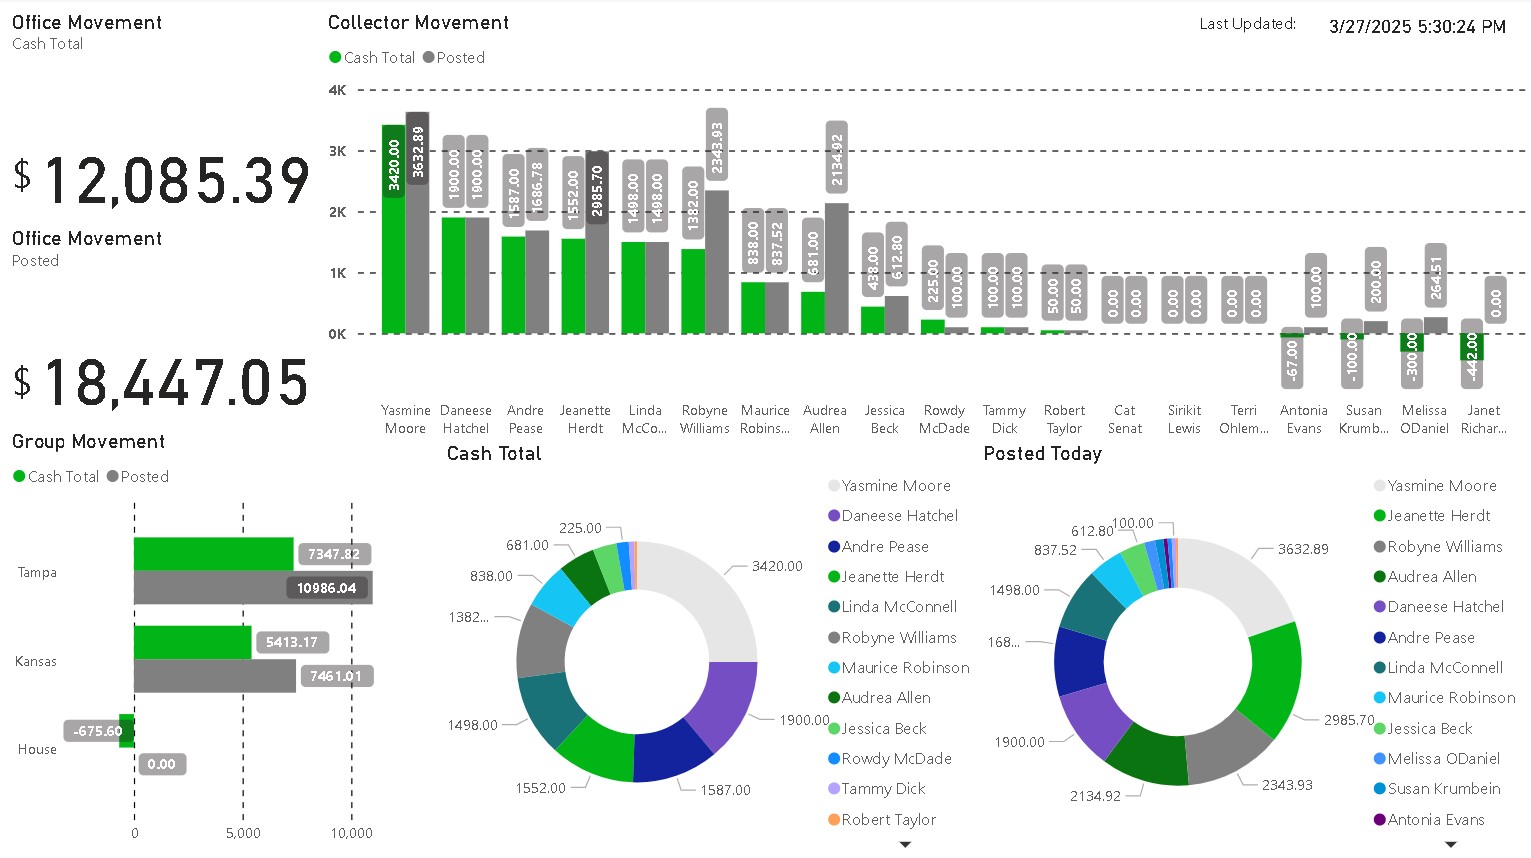 Office Movement
Cash Total
$ 12,085.39
Office Movement
Posted
$ 18,447.05
Collector Movement
Last Updated: 3/27/2025 5:30:24 PM
Cash Total Posted
4K
3K
2K
1K
0K
3420.00 3632.89
1900.00 1900.00
1587.00 1686.78
1552.00 2985.70
1498.00 1498.00
1382.00 2343.93
838.00 837.52
681.00 2134.92
438.00 612.80
225.00 100.00
100.00 100.00
50.00 50.00
0.00 0.00
0.00 0.00
0.00 0.00
-67.00 100.00
-100.00 200.00
-300.00 264.51
-442.00 0.00
Yasmine Moore
Daneese Hatchel
Andre Pease
Jeanette Herdt
Linda McCo...
Robyne Williams
Maurice Robins...
Audrea Allen
Jessica Beck
Rowdy McDade
Tammy Dick
Robert Taylor
Cat Senat
Sirikit Lewis
Terri Ohlem...
Antonia Evans
Susan Krumb...
Melissa ODaniel
Janet Richar...
Group Movement
Cash Total Posted
Tampa
7347.82
10986.04
Kansas
5413.17
7461.01
House
-675.60
0.00
0 5,000 10,000
Cash Total
3420.00
1900.00
1587.00
1552.00
1498.00
1382...
838.00
681.00
225.00
Yasmine Moore
Daneese Hatchel
Andre Pease
Jeanette Herdt
Linda McConnell
Robyne Williams
Maurice Robinson
Audrea Allen
Jessica Beck
Rowdy McDade
Tammy Dick
Robert Taylor
Posted Today
3632.89
2985.70
2343.93
2134.92
1900.00
168...
1498.00
837.52
612.80
100.00
Yasmine Moore
Jeanette Herdt
Robyne Williams
Audrea Allen
Daneese Hatchel
Andre Pease
Linda McConnell
Maurice Robinson
Jessica Beck
Melissa ODaniel
Susan Krumbein
Antonia Evans